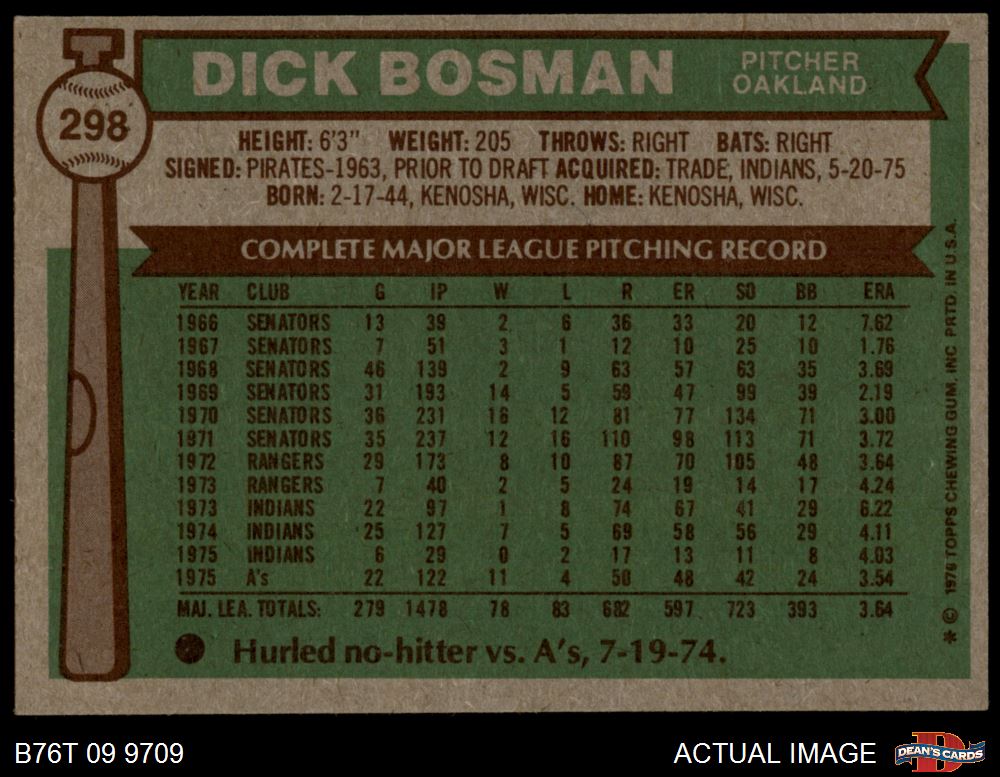 298
DICK BOSMAN
PITCHER
OAKLAND
HEIGHT: 6'3" WEIGHT: 205 THROWS: RIGHT BATS: RIGHT
SIGNED: PIRATES-1963, PRIOR TO DRAFT ACQUIRED: TRADE, INDIANS, 5-20-75
BORN: 2-17-44, KENOSHA, WISC. HOME: KENOSHA, WISC.
COMPLETE MAJOR LEAGUE PITCHING RECORD
YEAR CLUB G IP W L R ER SO BB ERA
1966 SENATORS 13 39 2 6 36 33 20 12 7.62
1967 SENATORS 7 51 3 1 12 10 25 10 1.76
1968 SENATORS 46 139 2 9 63 57 63 35 3.69
1969 SENATORS 31 193 14 5 59 47 99 39 2.19
1970 SENATORS 36 231 16 12 81 77 134 71 3.00
1971 SENATORS 35 237 12 16 110 98 113 71 3.72
1972 RANGERS 29 173 8 10 87 70 105 48 3.64
1973 RANGERS 7 40 2 5 24 19 14 17 4.24
1973 INDIANS 22 97 1 8 74 67 41 29 6.22
1974 INDIANS 25 127 7 5 69 58 56 29 4.11
1975 INDIANS 6 29 0 2 17 13 11 8 4.03
1975 A's 22 122 11 4 50 48 42 24 3.54
MAJ. LEA. TOTALS: 279 1478 78 83 682 597 723 393 3.64
Hurled no-hitter vs. A's, 7-19-74.
* © 1976 TOPPS CHEWING GUM, INC. PRTD. IN U.S.A.
B76T 09 9709
ACTUAL IMAGE
D
DEAN'S CARDS